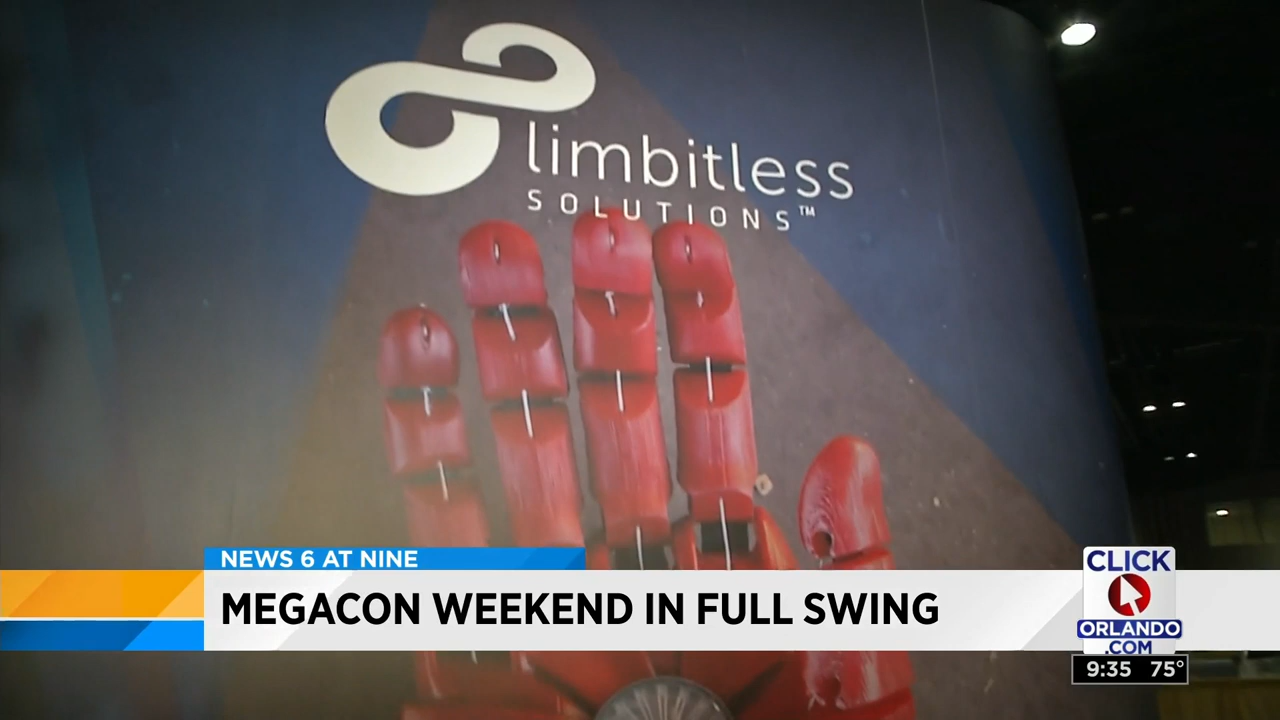 limbitless
SOLUTIONS™
NEWS 6 AT NINE
MEGACON WEEKEND IN FULL SWING
CLICK
ORLANDO
.COM
9:35 75°